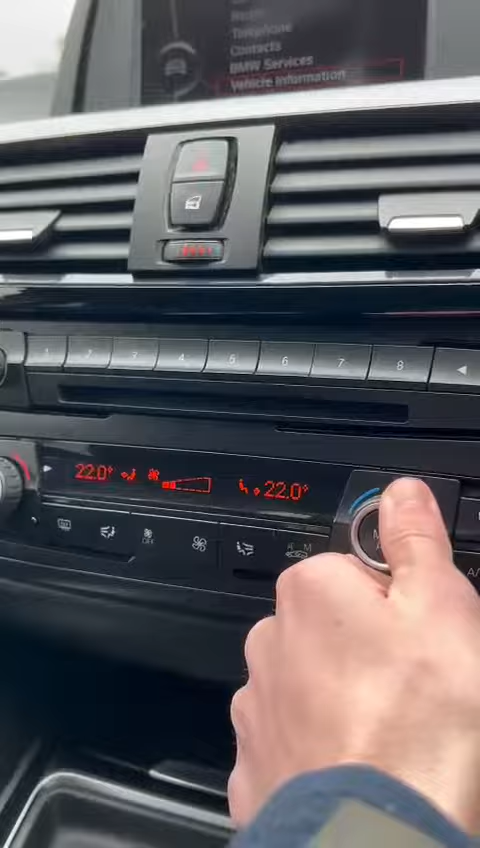 Telephone
Contacts
BMW Services
Vehicle Information
1 2 3 4 5 6 7 8
22.0° 22.0°
OFF